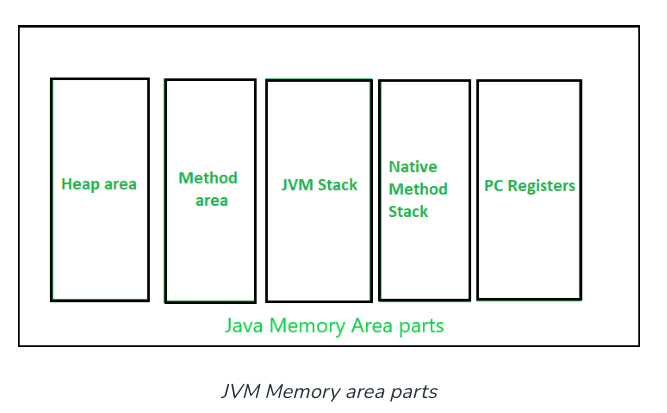 Heap area
Method
area
JVM Stack
Native
Method
Stack
PC Registers
Java Memory Area parts
JVM Memory area parts